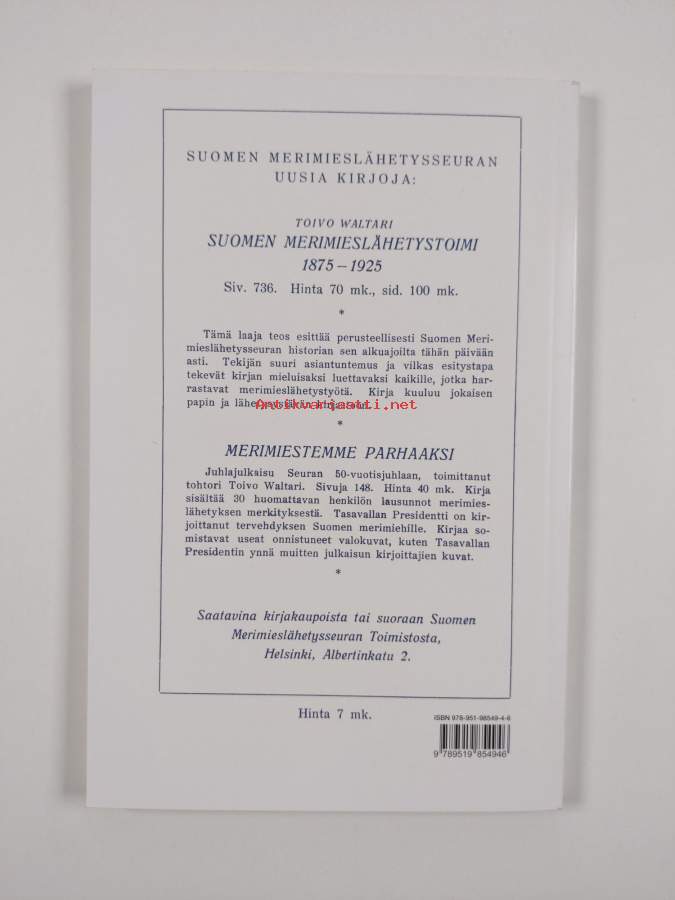 SUOMEN MERIMIESLÄHETYSSEURAN
UUSIA KIRJOJA:
TOIVO WALTARI
SUOMEN MERIMIESLÄHETYSTOIMI
1875–1925
Siv. 736. Hinta 70 mk., sid. 100 mk.
*
Tämä laaja teos esittää perusteellisesti Suomen Meri-
mieslähetysseuran historian sen alkuajoilta tähän päivään
asti. Tekijän suuri asiantuntemus ja vilkas esitystapa
tekevät kirjan mieluisaksi luettavaksi kaikille, jotka har-
rastavat merimieslähetystyötä. Kirja kuuluu jokaisen
papin ja
Antikvariaatti.net
*
MERIMIESTEMME PARHAAKSI
Juhlajulkaisu Seuran 50-vuotisjuhlaan, toimittanut
tohtori Toivo Waltari. Sivuja 148. Hinta 40 mk. Kirja
sisältää 30 huomattavan henkilön lausunnot merimies-
lähetyksen merkityksestä. Tasavallan Presidentti on kir-
joittanut tervehdyksen Suomen merimiehille. Kirjaa so-
mistavat useat onnistuneet valokuvat, kuten Tasavallan
Presidentin ynnä muitten julkaisun kirjoittajien kuvat.
*
Saatavina kirjakaupoista tai suoraan Suomen
Merimieslähetysseuran Toimistosta,
Helsinki, Albertinkatu 2.
Hinta 7 mk.
ISBN 978-951-98549-4-6
9 789519 854946